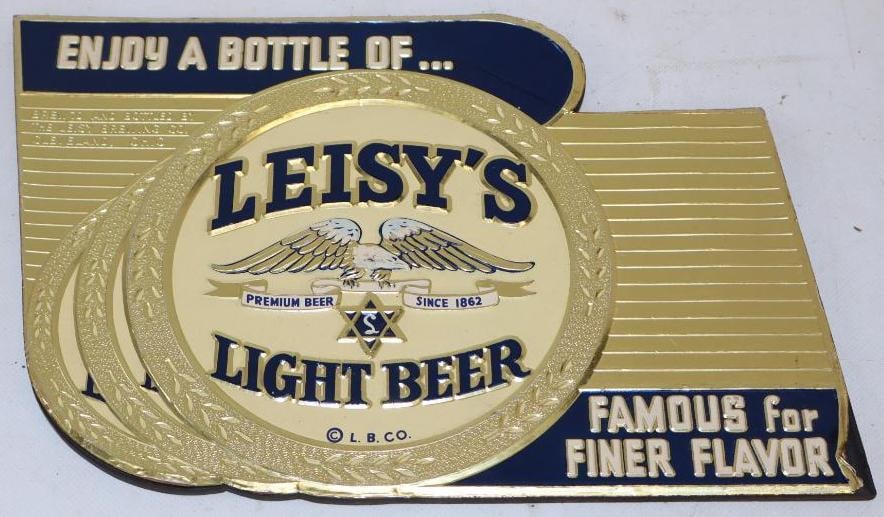 ENJOY A BOTTLE OF...
BREWED AND BOTTLED BY
THE LEISY BREWING CO.
CLEVELAND, OHIO
LEISY'S
PREMIUM BEER SINCE 1862
L
LIGHT BEER
© L. B. CO.
FAMOUS for
FINER FLAVOR